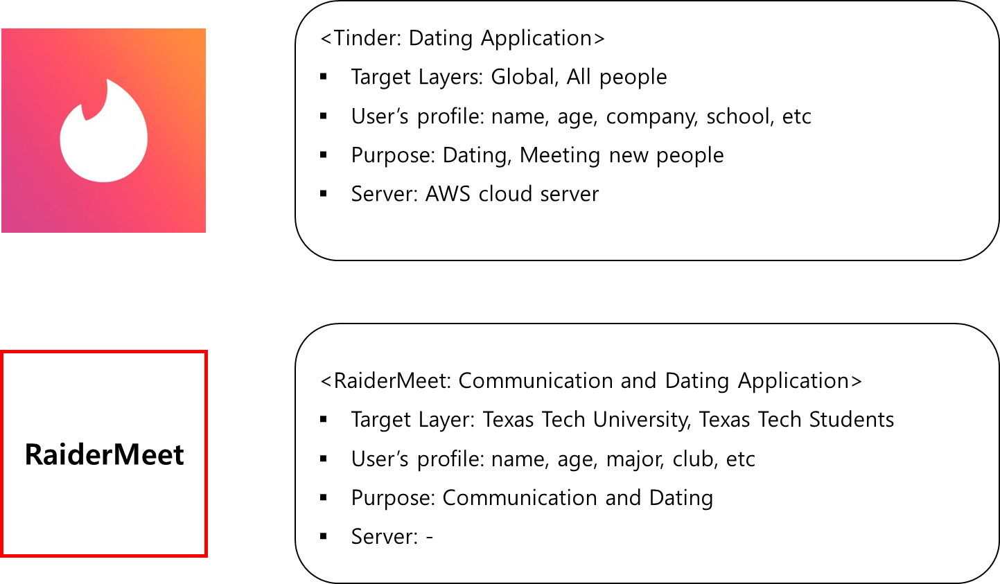 <Tinder: Dating Application>
▪ Target Layers: Global, All people
▪ User’s profile: name, age, company, school, etc
▪ Purpose: Dating, Meeting new people
▪ Server: AWS cloud server
RaiderMeet
<RaiderMeet: Communication and Dating Application>
▪ Target Layer: Texas Tech University, Texas Tech Students
▪ User’s profile: name, age, major, club, etc
▪ Purpose: Communication and Dating
▪ Server: -